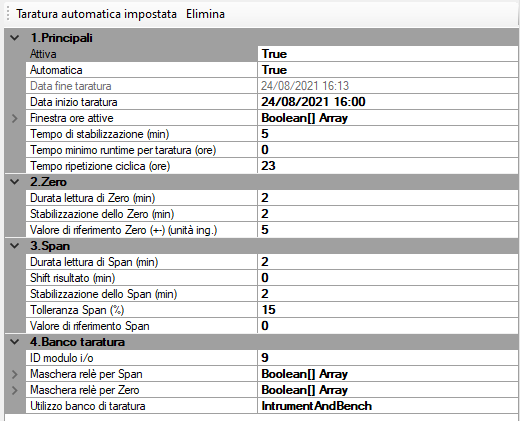 Taratura automatica impostata Elimina
1.Principali
Attiva True
Automatica True
Data fine taratura 24/08/2021 16:13
Data inizio taratura 24/08/2021 16:00
Finestra ore attive Boolean[] Array
Tempo di stabilizzazione (min) 5
Tempo minimo runtime per taratura (ore) 0
Tempo ripetizione ciclica (ore) 23
2.Zero
Durata lettura di Zero (min) 2
Stabilizzazione dello Zero (min) 2
Valore di riferimento Zero (+-) (unità ing.) 5
3.Span
Durata lettura di Span (min) 2
Shift risultato (min) 0
Stabilizzazione dello Span (min) 2
Tolleranza Span (%) 15
Valore di riferimento Span 0
4.Banco taratura
ID modulo i/o 9
Maschera relè per Span Boolean[] Array
Maschera relè per Zero Boolean[] Array
Utilizzo banco di taratura IntrumentAndBench